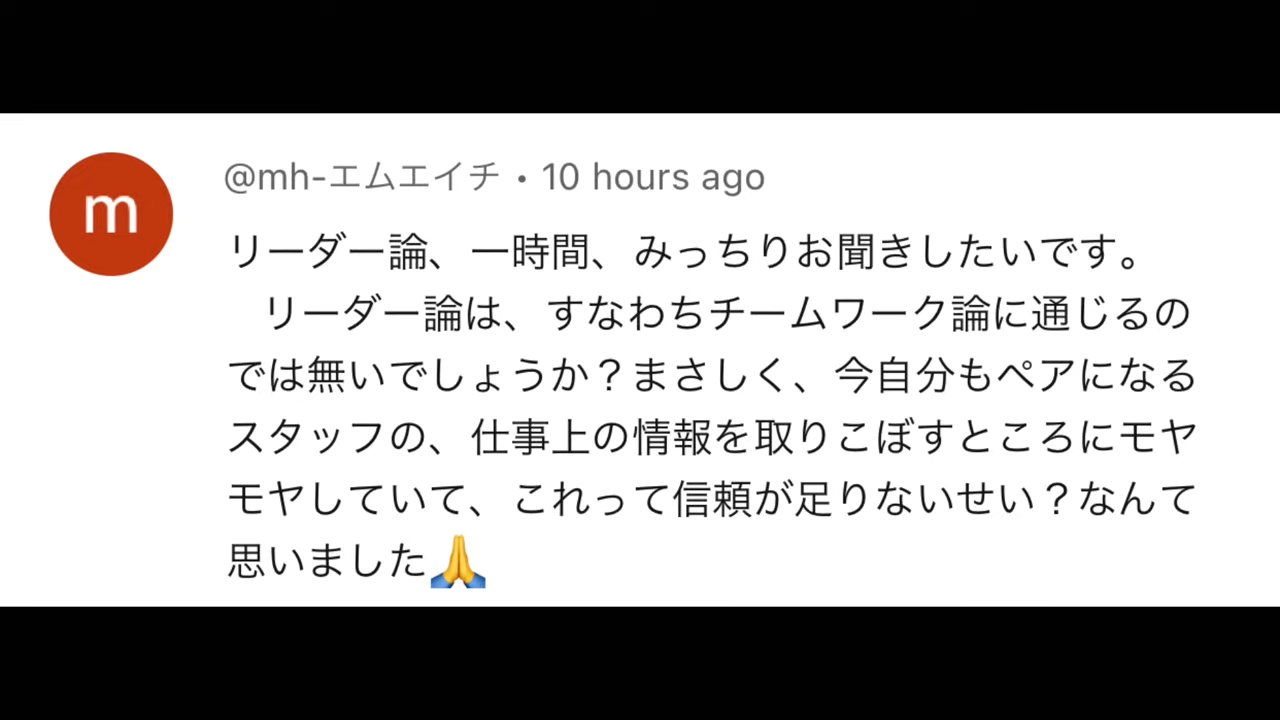 m
@mh-エムエイチ • 10 hours ago
リーダー論、一時間、みっちりお聞きしたいです。
　リーダー論は、すなわちチームワーク論に通じるの
では無いでしょうか？まさしく、今自分もペアになる
スタッフの、仕事上の情報を取りこぼすところにモヤ
モヤしていて、これって信頼が足りないせい？なんて
思いました🙏